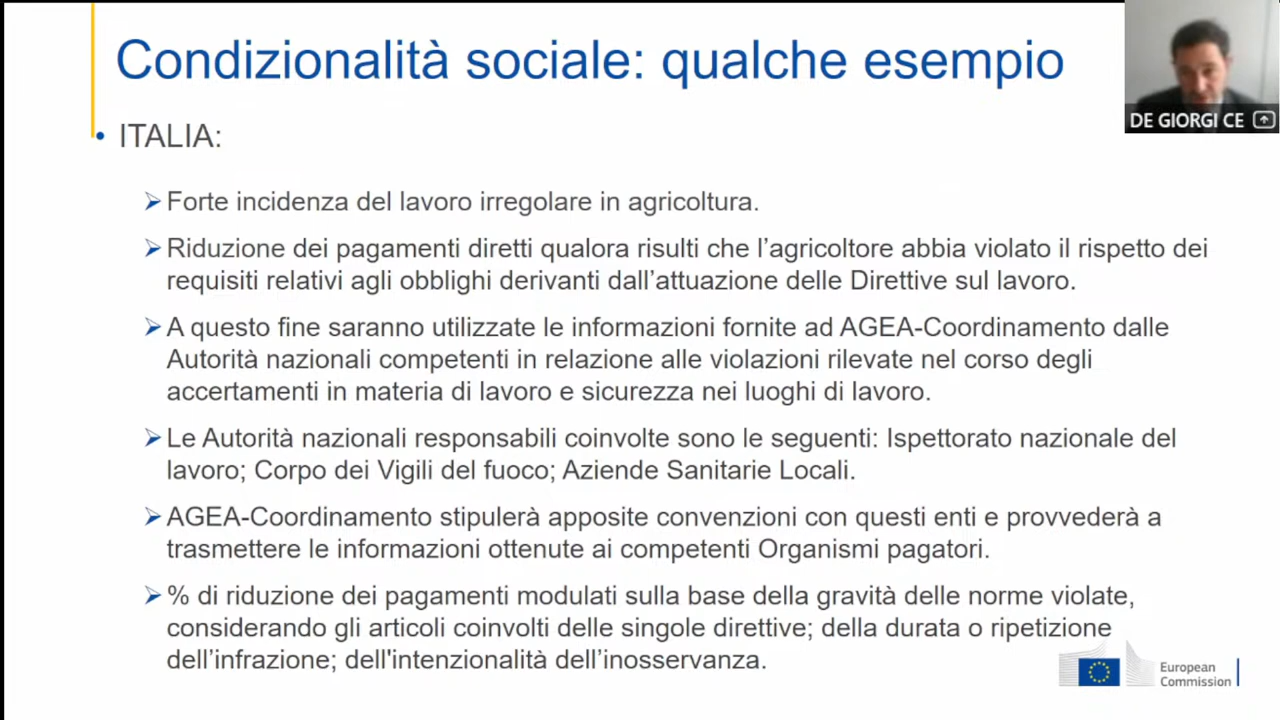 Condizionalità sociale: qualche esempio
DE GIORGI CE
• ITALIA:
Forte incidenza del lavoro irregolare in agricoltura.
Riduzione dei pagamenti diretti qualora risulti che l’agricoltore abbia violato il rispetto dei
requisiti relativi agli obblighi derivanti dall’attuazione delle Direttive sul lavoro.
A questo fine saranno utilizzate le informazioni fornite ad AGEA-Coordinamento dalle
Autorità nazionali competenti in relazione alle violazioni rilevate nel corso degli
accertamenti in materia di lavoro e sicurezza nei luoghi di lavoro.
Le Autorità nazionali responsabili coinvolte sono le seguenti: Ispettorato nazionale del
lavoro; Corpo dei Vigili del fuoco; Aziende Sanitarie Locali.
AGEA-Coordinamento stipulerà apposite convenzioni con questi enti e provvederà a
trasmettere le informazioni ottenute ai competenti Organismi pagatori.
% di riduzione dei pagamenti modulati sulla base della gravità delle norme violate,
considerando gli articoli coinvolti delle singole direttive; della durata o ripetizione
dell’infrazione; dell'intenzionalità dell’inosservanza.
European
Commission